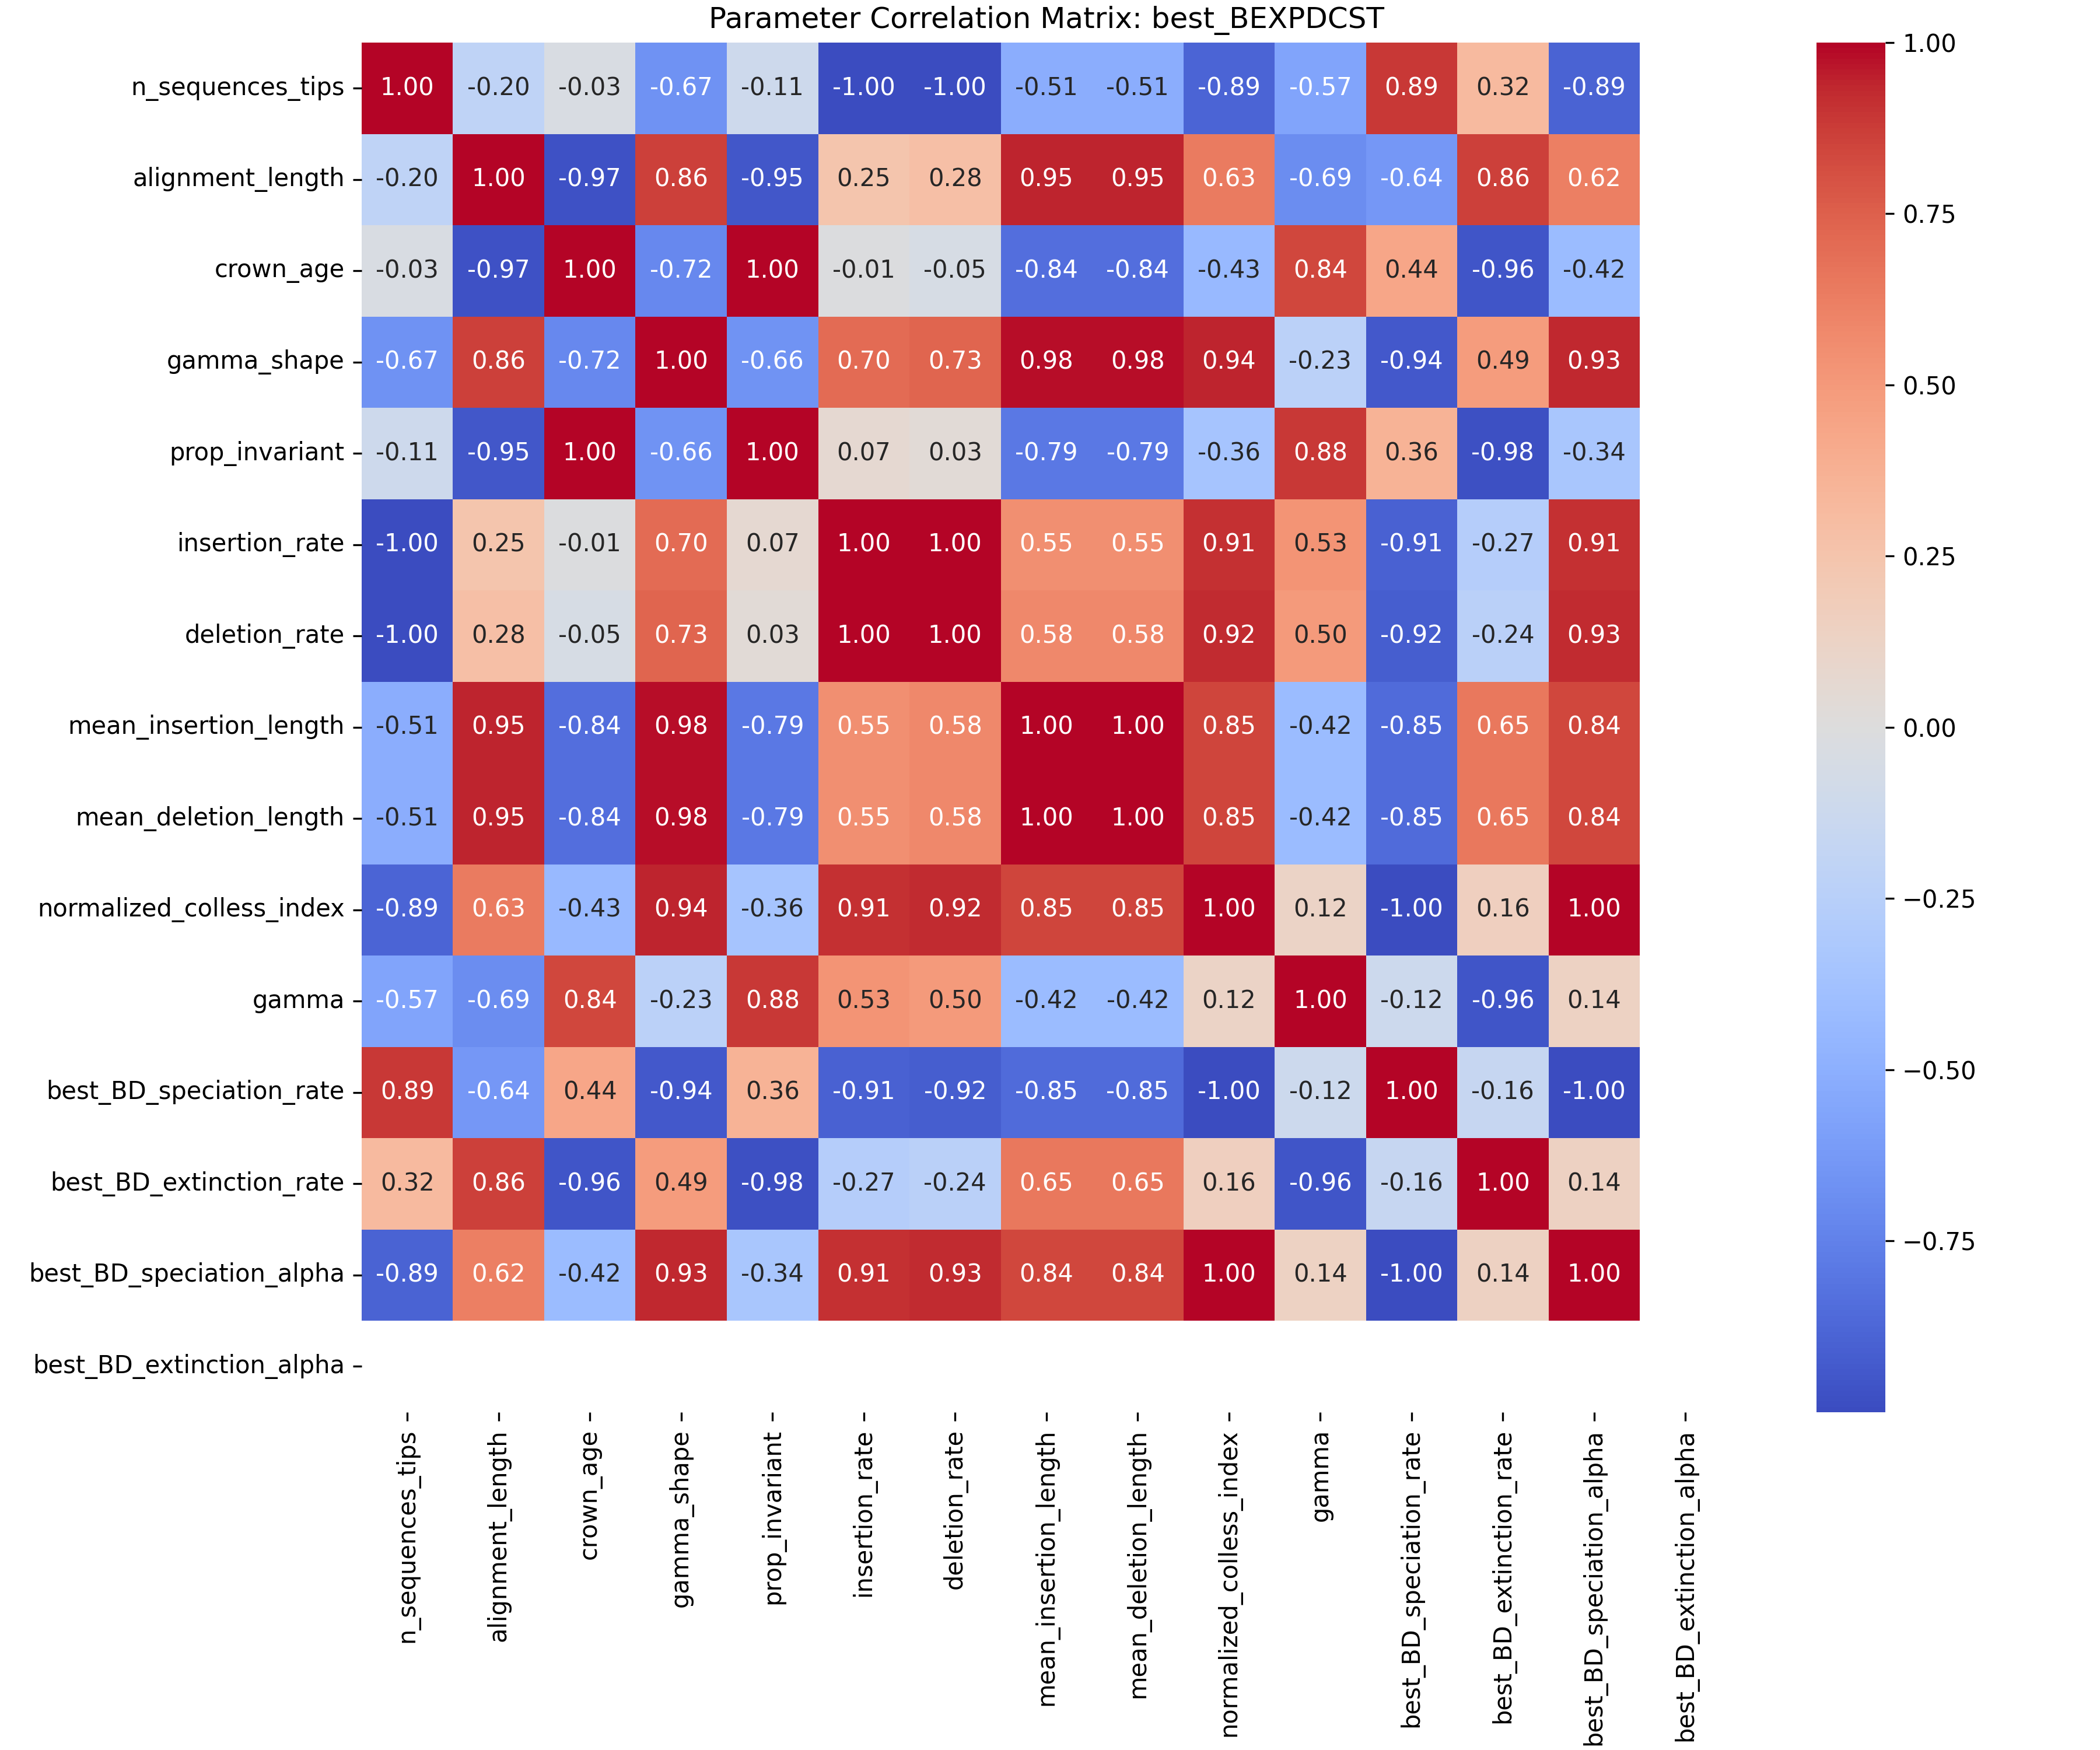 Parameter Correlation Matrix: best_BEXPDCST
n_sequences_tips 1.00 -0.20 -0.03 -0.67 -0.11 -1.00 -1.00 -0.51 -0.51 -0.89 -0.57 0.89 0.32 -0.89
alignment_length -0.20 1.00 -0.97 0.86 -0.95 0.25 0.28 0.95 0.95 0.63 -0.69 -0.64 0.86 0.62
crown_age -0.03 -0.97 1.00 -0.72 1.00 -0.01 -0.05 -0.84 -0.84 -0.43 0.84 0.44 -0.96 -0.42
gamma_shape -0.67 0.86 -0.72 1.00 -0.66 0.70 0.73 0.98 0.98 0.94 -0.23 -0.94 0.49 0.93
prop_invariant -0.11 -0.95 1.00 -0.66 1.00 0.07 0.03 -0.79 -0.79 -0.36 0.88 0.36 -0.98 -0.34
insertion_rate -1.00 0.25 -0.01 0.70 0.07 1.00 1.00 0.55 0.55 0.91 0.53 -0.91 -0.27 0.91
deletion_rate -1.00 0.28 -0.05 0.73 0.03 1.00 1.00 0.58 0.58 0.92 0.50 -0.92 -0.24 0.93
mean_insertion_length -0.51 0.95 -0.84 0.98 -0.79 0.55 0.58 1.00 1.00 0.85 -0.42 -0.85 0.65 0.84
mean_deletion_length -0.51 0.95 -0.84 0.98 -0.79 0.55 0.58 1.00 1.00 0.85 -0.42 -0.85 0.65 0.84
normalized_colless_index -0.89 0.63 -0.43 0.94 -0.36 0.91 0.92 0.85 0.85 1.00 0.12 -1.00 0.16 1.00
gamma -0.57 -0.69 0.84 -0.23 0.88 0.53 0.50 -0.42 -0.42 0.12 1.00 -0.12 -0.96 0.14
best_BD_speciation_rate 0.89 -0.64 0.44 -0.94 0.36 -0.91 -0.92 -0.85 -0.85 -1.00 -0.12 1.00 -0.16 -1.00
best_BD_extinction_rate 0.32 0.86 -0.96 0.49 -0.98 -0.27 -0.24 0.65 0.65 0.16 -0.96 -0.16 1.00 0.14
best_BD_speciation_alpha -0.89 0.62 -0.42 0.93 -0.34 0.91 0.93 0.84 0.84 1.00 0.14 -1.00 0.14 1.00
best_BD_extinction_alpha
n_sequences_tips
alignment_length
crown_age
gamma_shape
prop_invariant
insertion_rate
deletion_rate
mean_insertion_length
mean_deletion_length
normalized_colless_index
gamma
best_BD_speciation_rate
best_BD_extinction_rate
best_BD_speciation_alpha
best_BD_extinction_alpha
1.00
0.75
0.50
0.25
0.00
−0.25
−0.50
−0.75